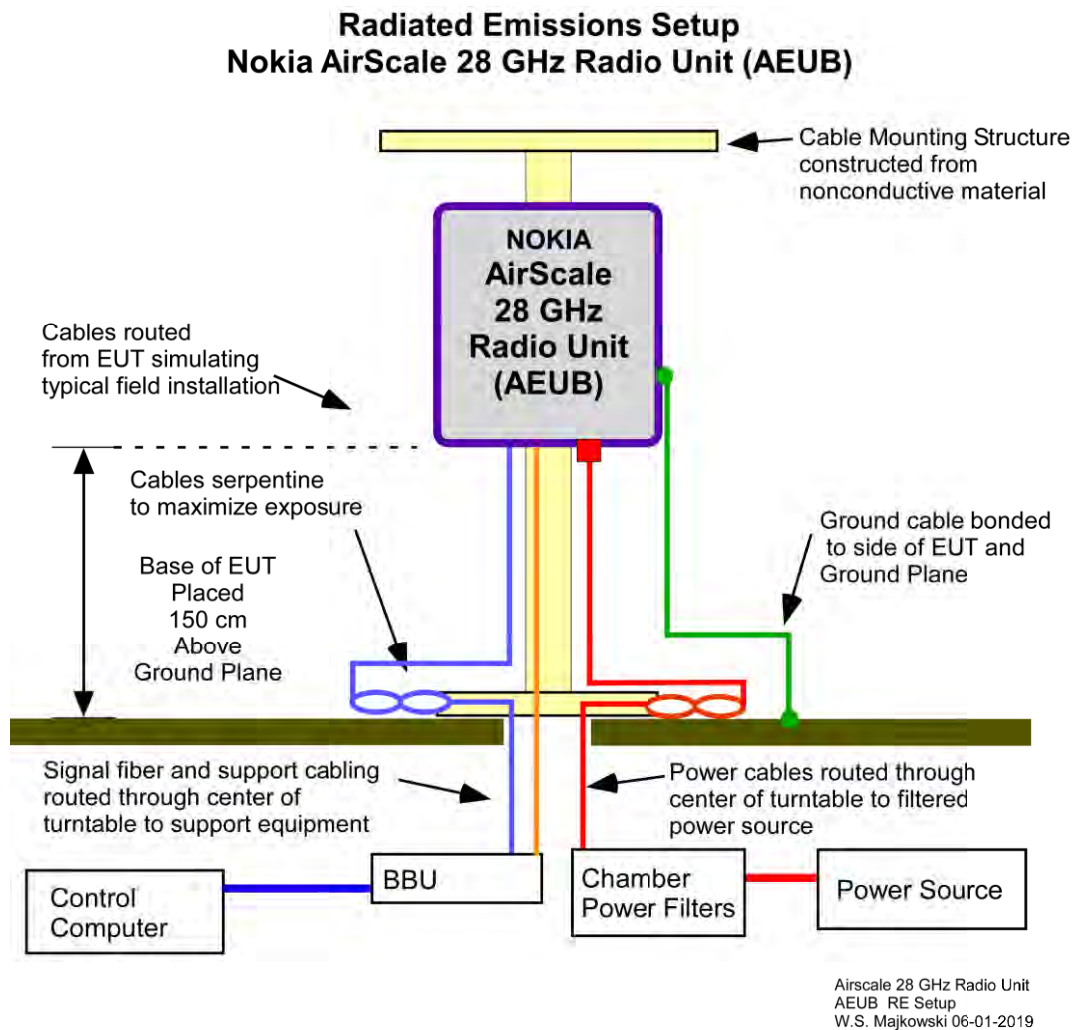 Radiated Emissions Setup
Nokia AirScale 28 GHz Radio Unit (AEUB)
Cable Mounting Structure
constructed from
nonconductive material
NOKIA
AirScale
28 GHz
Radio Unit
(AEUB)
Cables routed
from EUT simulating
typical field installation
Cables serpentine
to maximize exposure
Base of EUT
Placed
150 cm
Above
Ground Plane
Ground cable bonded
to side of EUT and
Ground Plane
Signal fiber and support cabling
routed through center of
turntable to support equipment
Power cables routed through
center of turntable to filtered
power source
Control
Computer
BBU
Chamber
Power Filters
Power Source
Airscale 28 GHz Radio Unit
AEUB RE Setup
W.S. Majkowski 06-01-2019